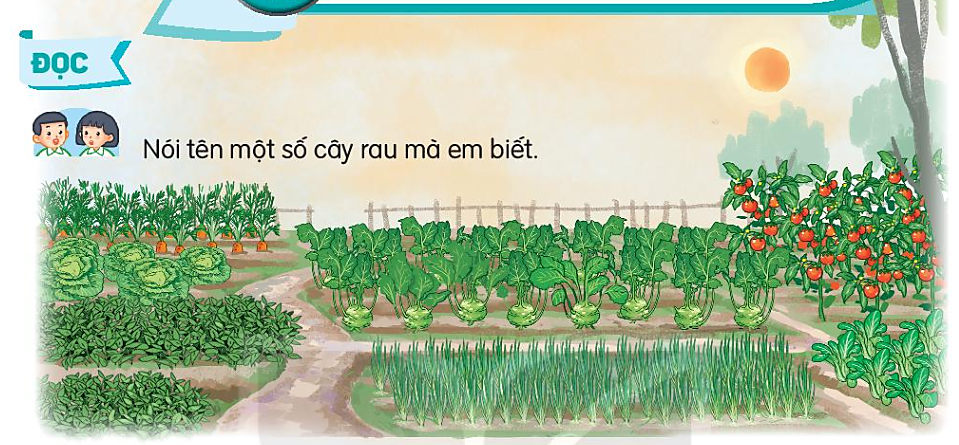 ĐỌC
Nói tên một số cây rau mà em biết.